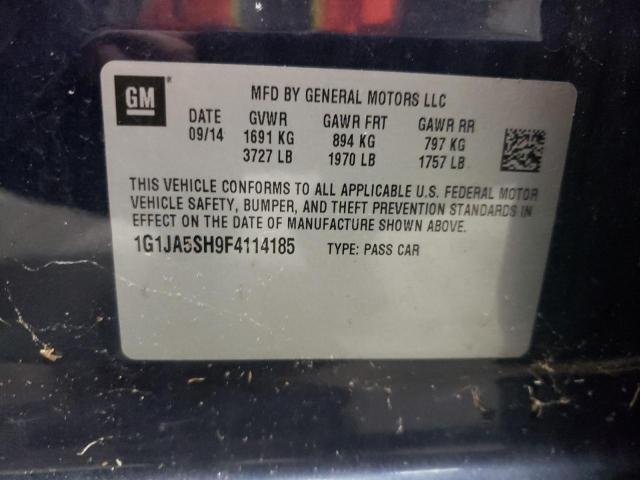 GM ®
MFD BY GENERAL MOTORS LLC
DATE GVWR GAWR FRT GAWR RR
09/14 1691 KG 894 KG 797 KG
3727 LB 1970 LB 1757 LB
THIS VEHICLE CONFORMS TO ALL APPLICABLE U.S. FEDERAL MOTOR
VEHICLE SAFETY, BUMPER, AND THEFT PREVENTION STANDARDS IN
EFFECT ON THE DATE OF MANUFACTURE SHOWN ABOVE.
1G1JA5SH9F4114185 TYPE: PASS CAR